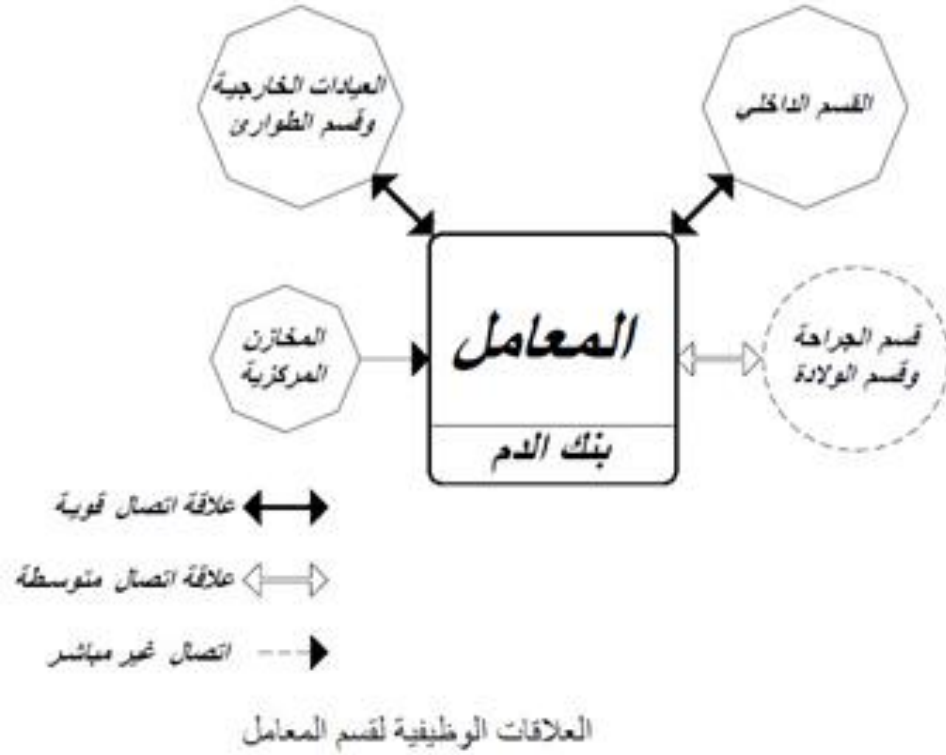 العيادات الخارجية
وقسم الطوارئ
القسم الداخلي
المعامل
بنك الدم
المخازن
المركزية
قسم الجراحة
وقسم الولادة
علاقة اتصال قوية
علاقة اتصال متوسطة
اتصال غير مباشر
العلاقات الوظيفية لقسم المعامل